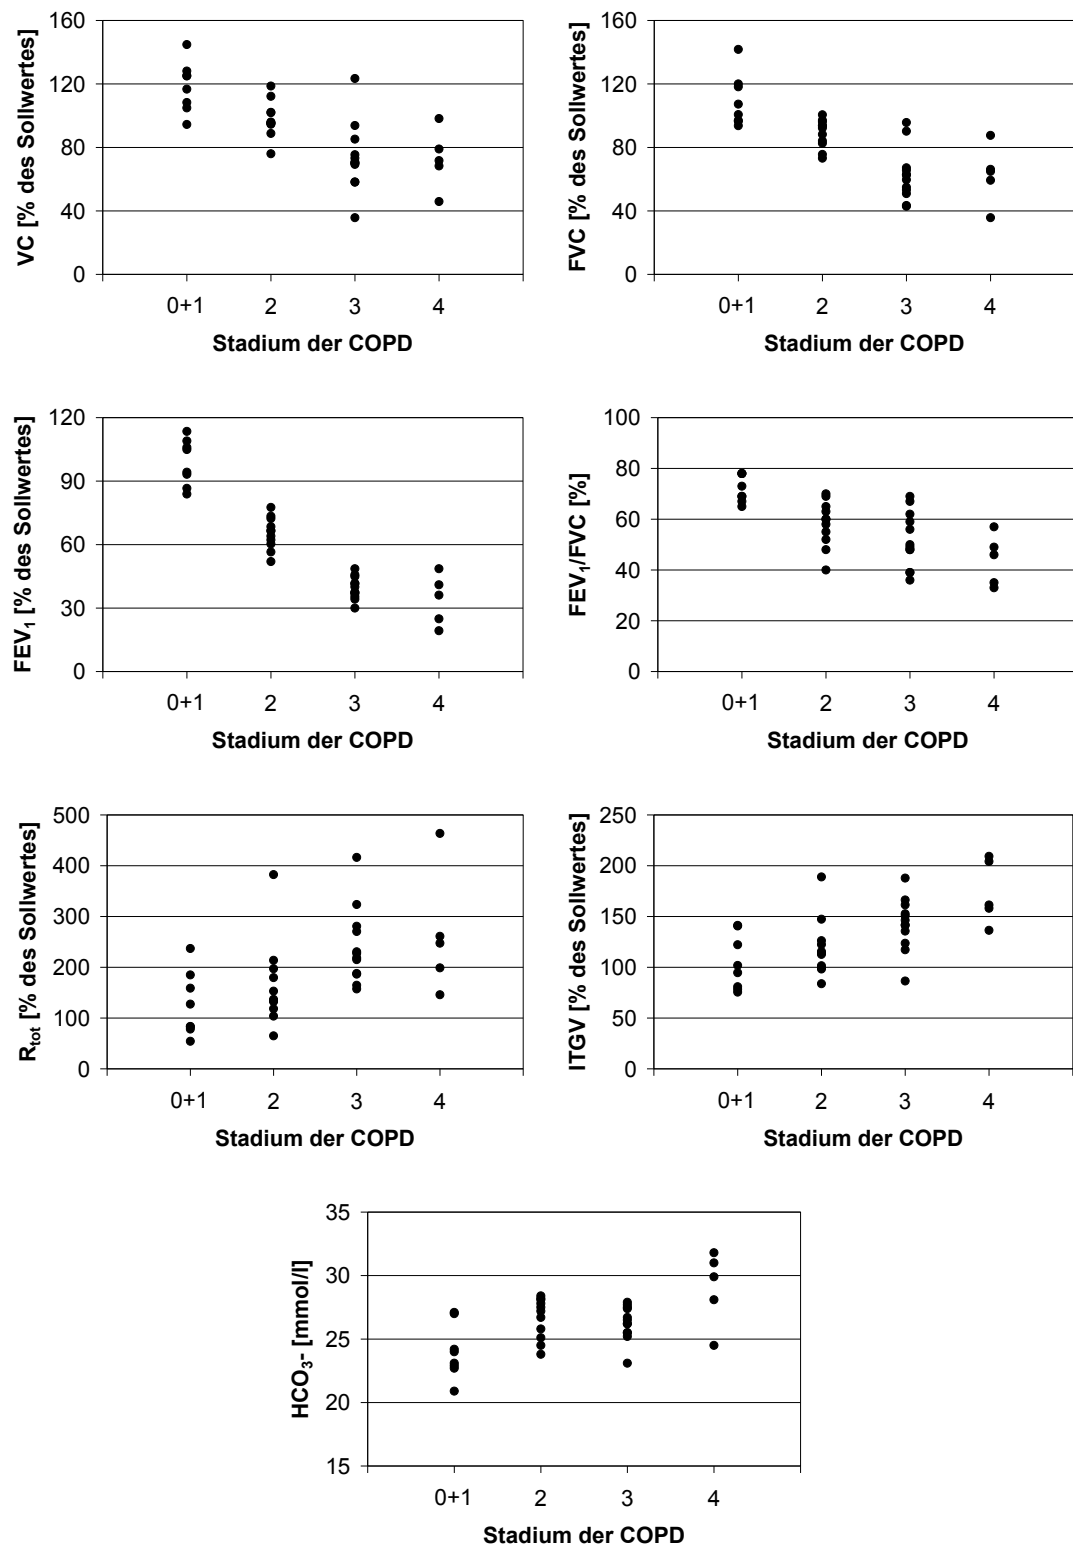 VC [% des Sollwertes]
160
120
80
40
0
0+1 2 3 4
Stadium der COPD
FVC [% des Sollwertes]
160
120
80
40
0
0+1 2 3 4
Stadium der COPD
FEV₁ [% des Sollwertes]
120
90
60
30
0
0+1 2 3 4
Stadium der COPD
FEV₁/FVC [%]
100
80
60
40
20
0
0+1 2 3 4
Stadium der COPD
Rtot [% des Sollwertes]
500
400
300
200
100
0
0+1 2 3 4
Stadium der COPD
ITGV [% des Sollwertes]
250
200
150
100
50
0
0+1 2 3 4
Stadium der COPD
HCO₃- [mmol/l]
35
30
25
20
15
0+1 2 3 4
Stadium der COPD